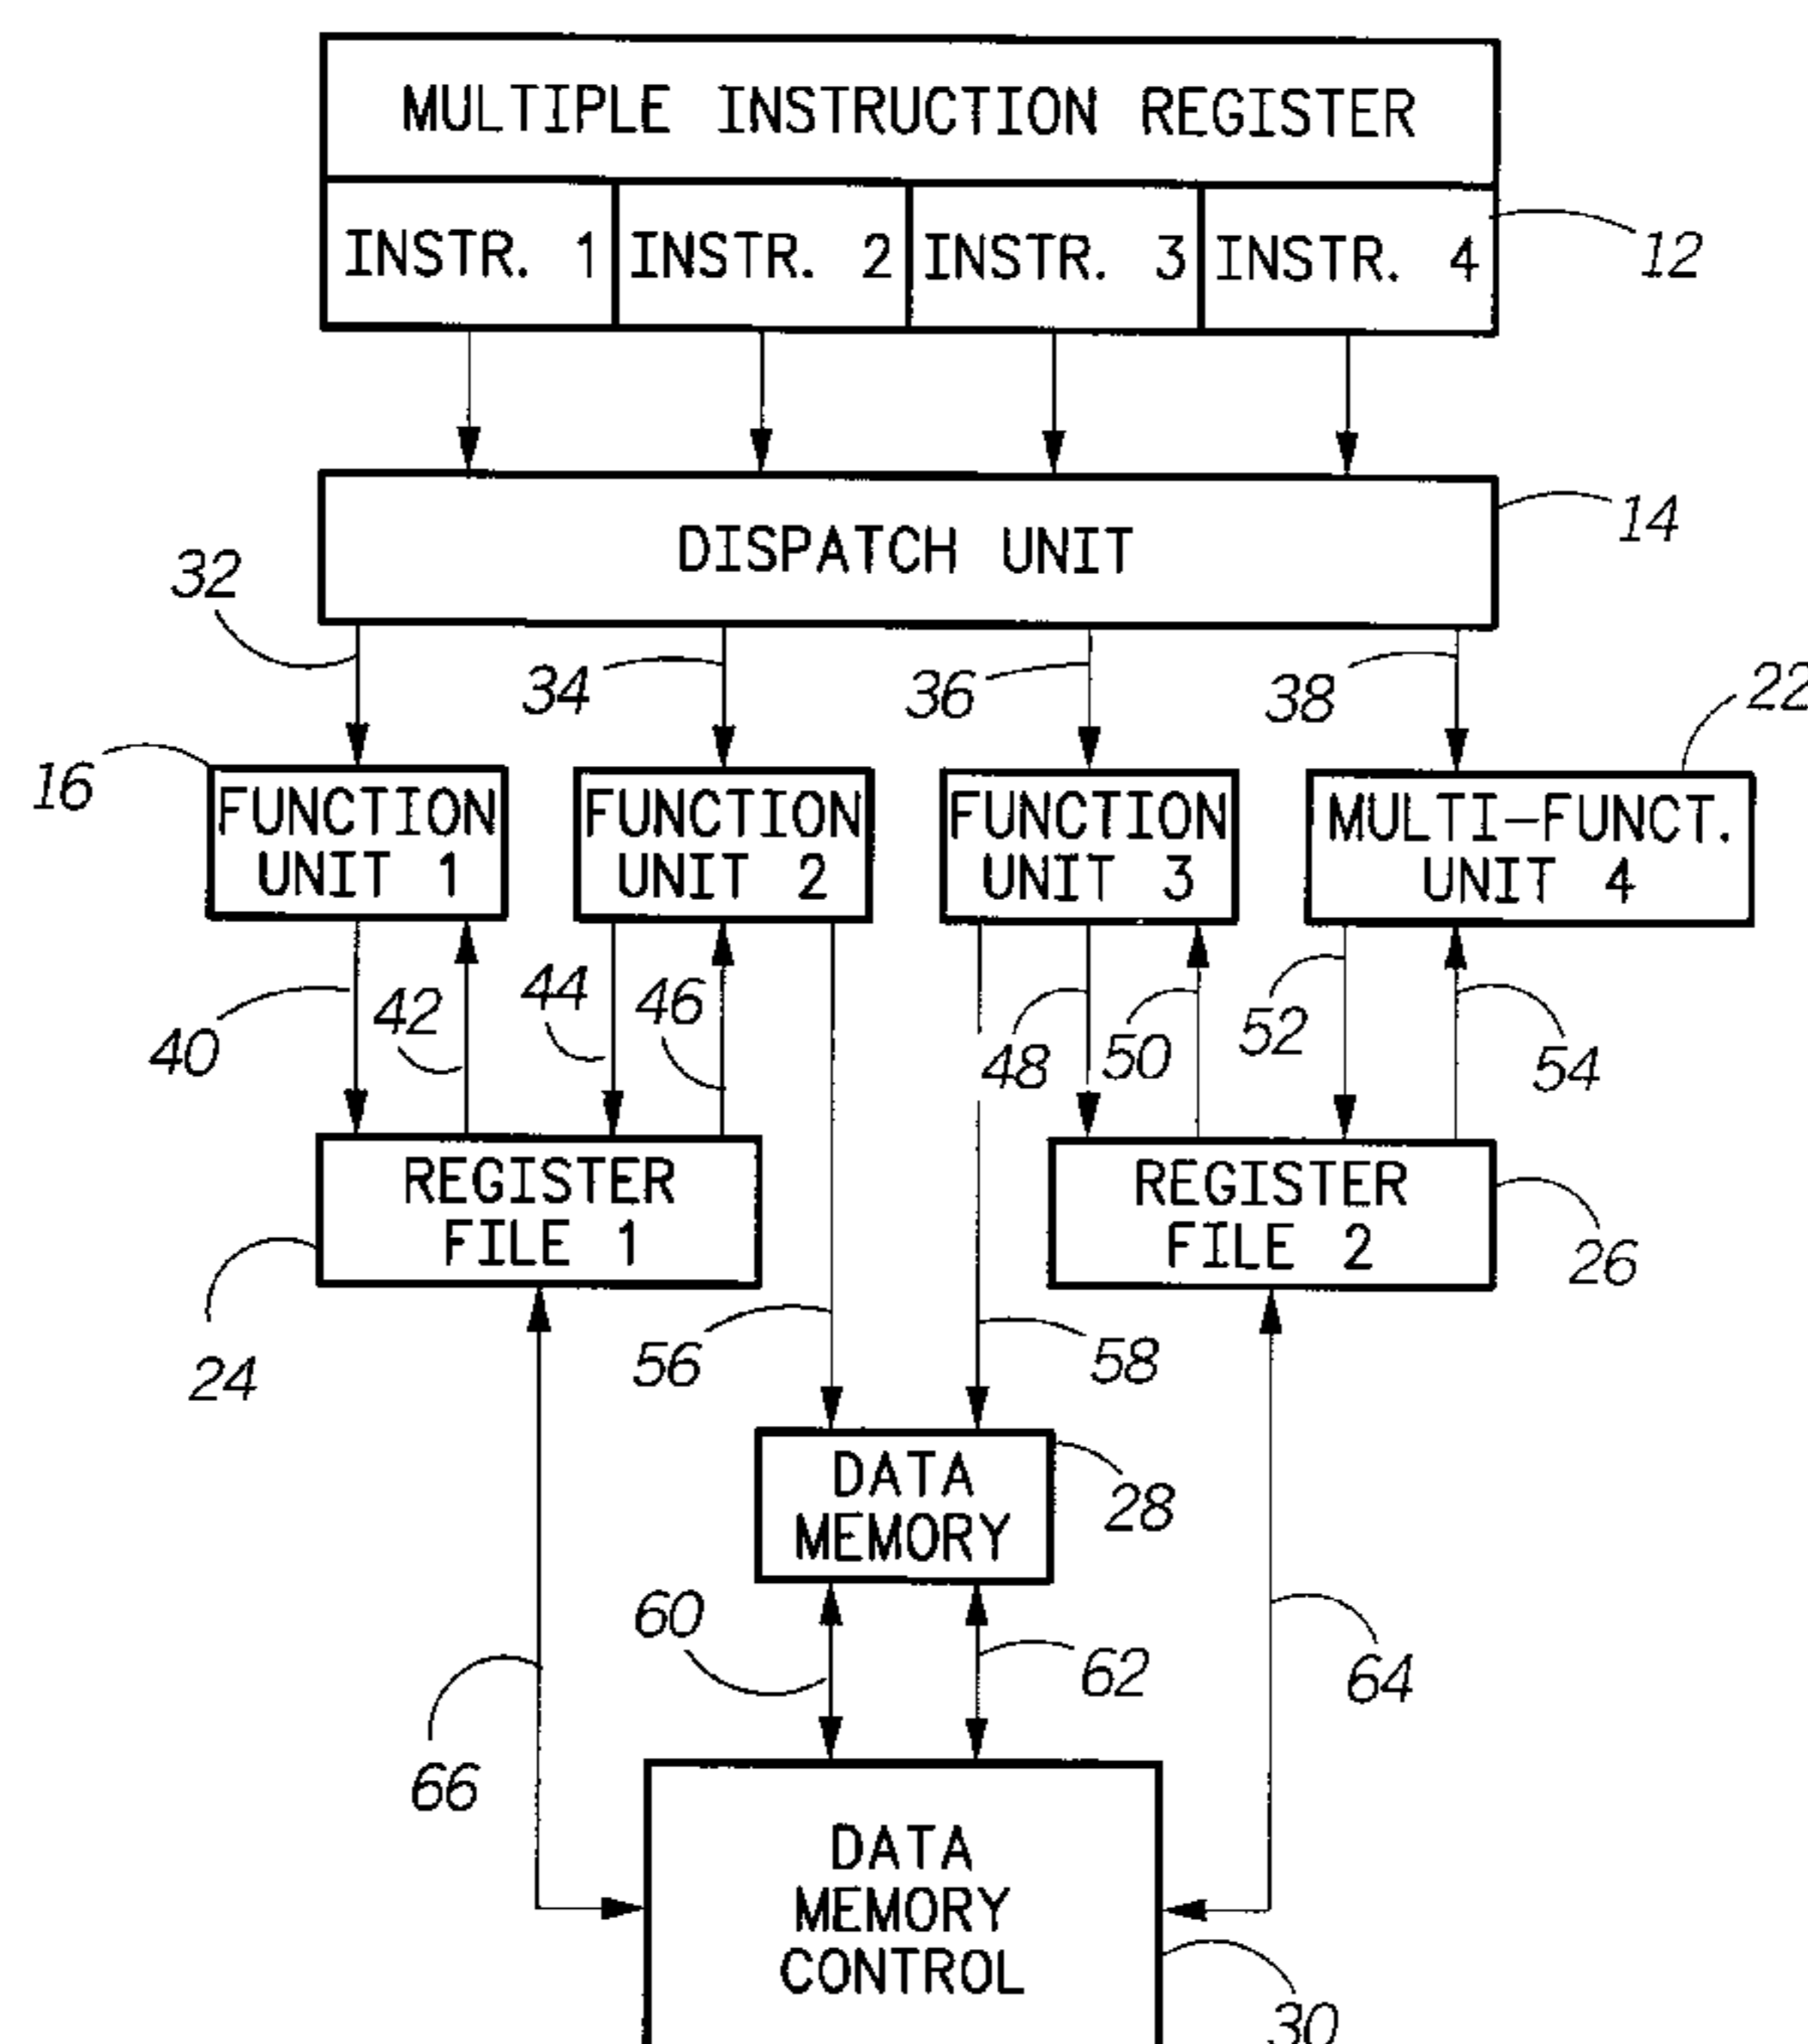 MULTIPLE INSTRUCTION REGISTER
INSTR. 1 INSTR. 2 INSTR. 3 INSTR. 4
12
DISPATCH UNIT
14
32
34
36
38
22
16
FUNCTION
UNIT 1
FUNCTION
UNIT 2
FUNCTION
UNIT 3
MULTI-FUNCT.
UNIT 4
40
42
44
46
48
50
52
54
REGISTER
FILE 1
REGISTER
FILE 2
24
26
56
58
DATA
MEMORY
28
60
62
64
66
DATA
MEMORY
CONTROL
30